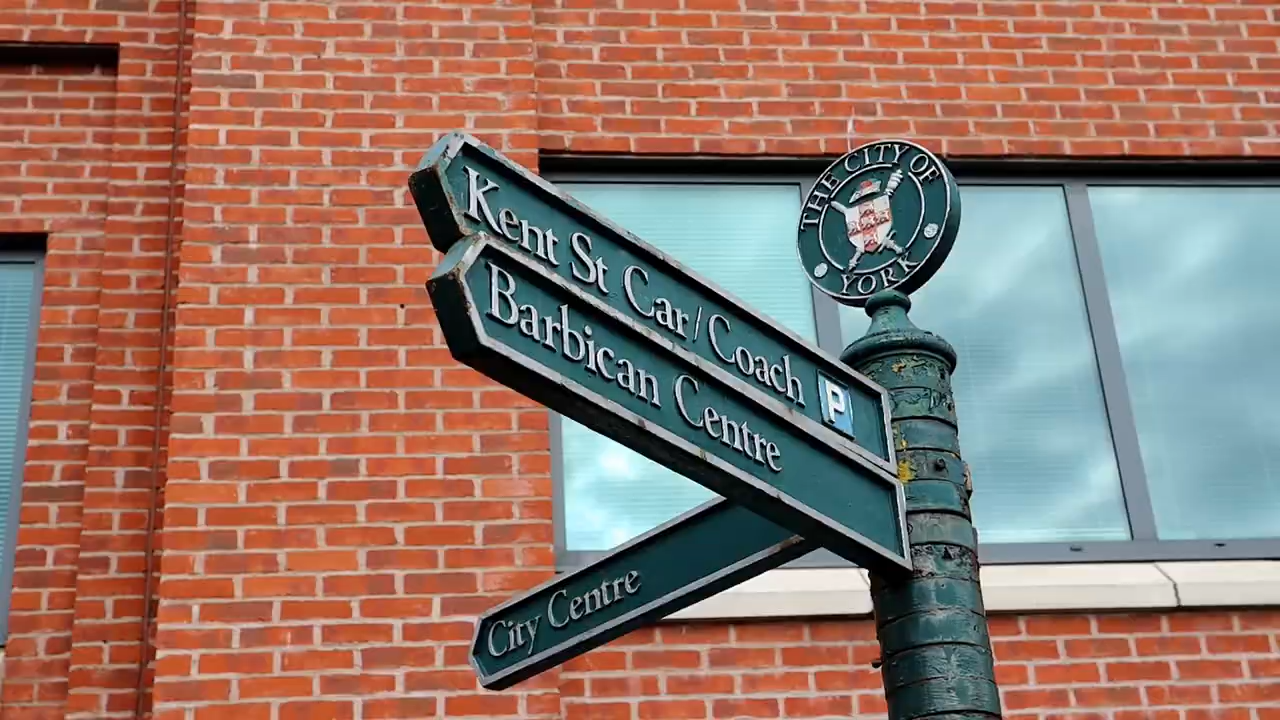 THE CITY OF
YORK
Kent St Car/Coach P
Barbican Centre
City Centre